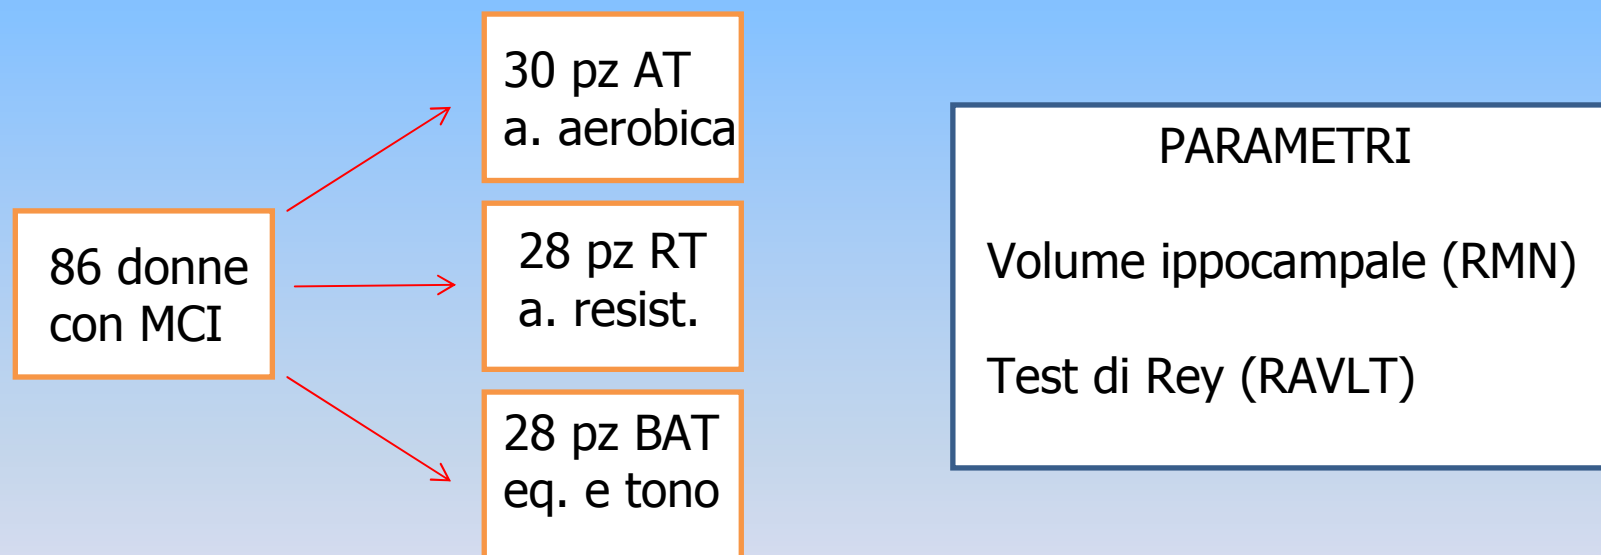 86 donne
con MCI
30 pz AT
a. aerobica
28 pz RT
a. resist.
28 pz BAT
eq. e tono
PARAMETRI
Volume ippocampale (RMN)
Test di Rey (RAVLT)